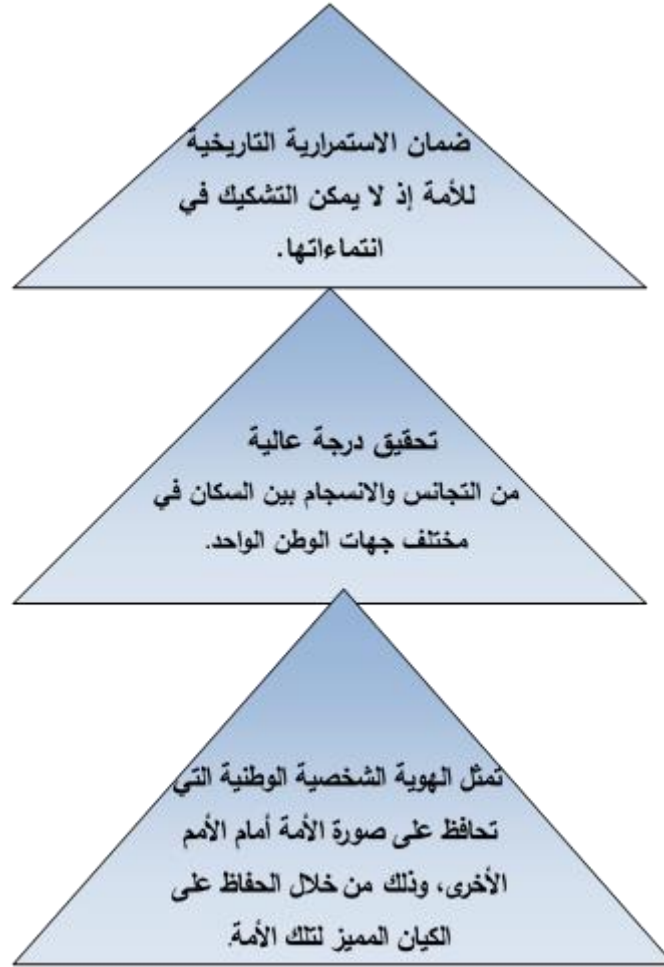 ضمان الاستمرارية التاريخية
للأمة إذ لا يمكن التشكيك في
انتماءاتها.
تحقيق درجة عالية
من التجانس والانسجام بين السكان في
مختلف جهات الوطن الواحد.
تمثل الهوية الشخصية الوطنية التي
تحافظ على صورة الأمة أمام الأمم
الأخرى، وذلك من خلال الحفاظ على
الكيان المميز لتلك الأمة.